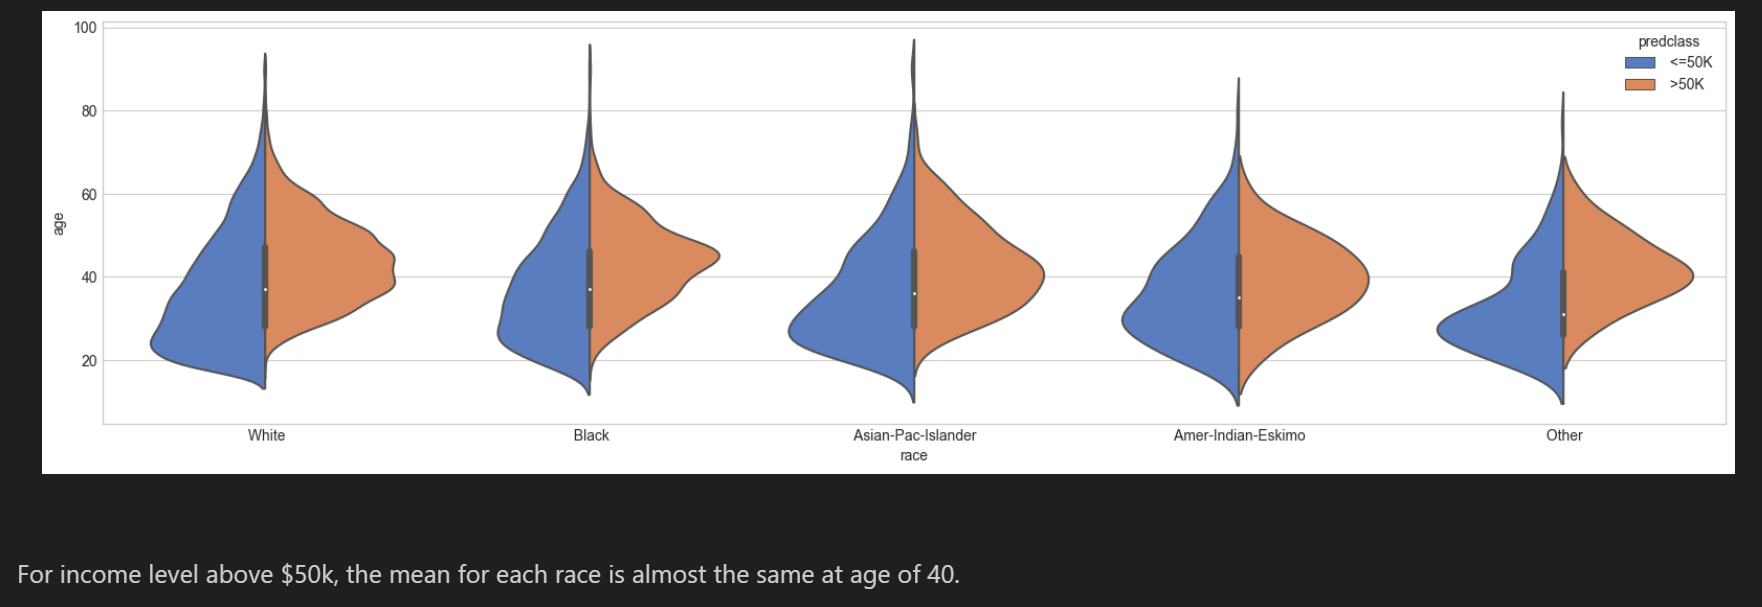 100
80
60
40
20
age
predclass
<=50K
>50K
White
Black
Asian-Pac-Islander
Amer-Indian-Eskimo
Other
race
For income level above $50k, the mean for each race is almost the same at age of 40.